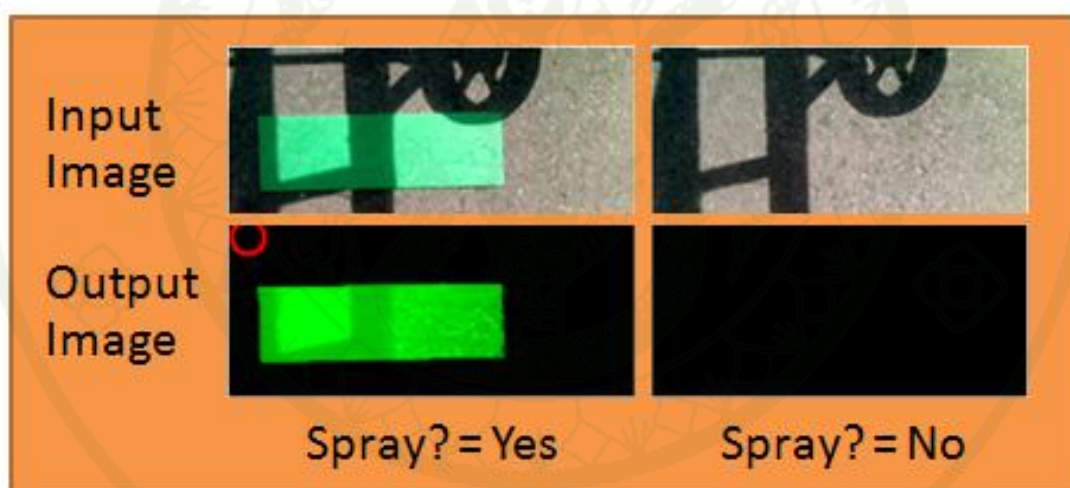 Input
Image
Output
Image
Spray? = Yes
Spray? = No